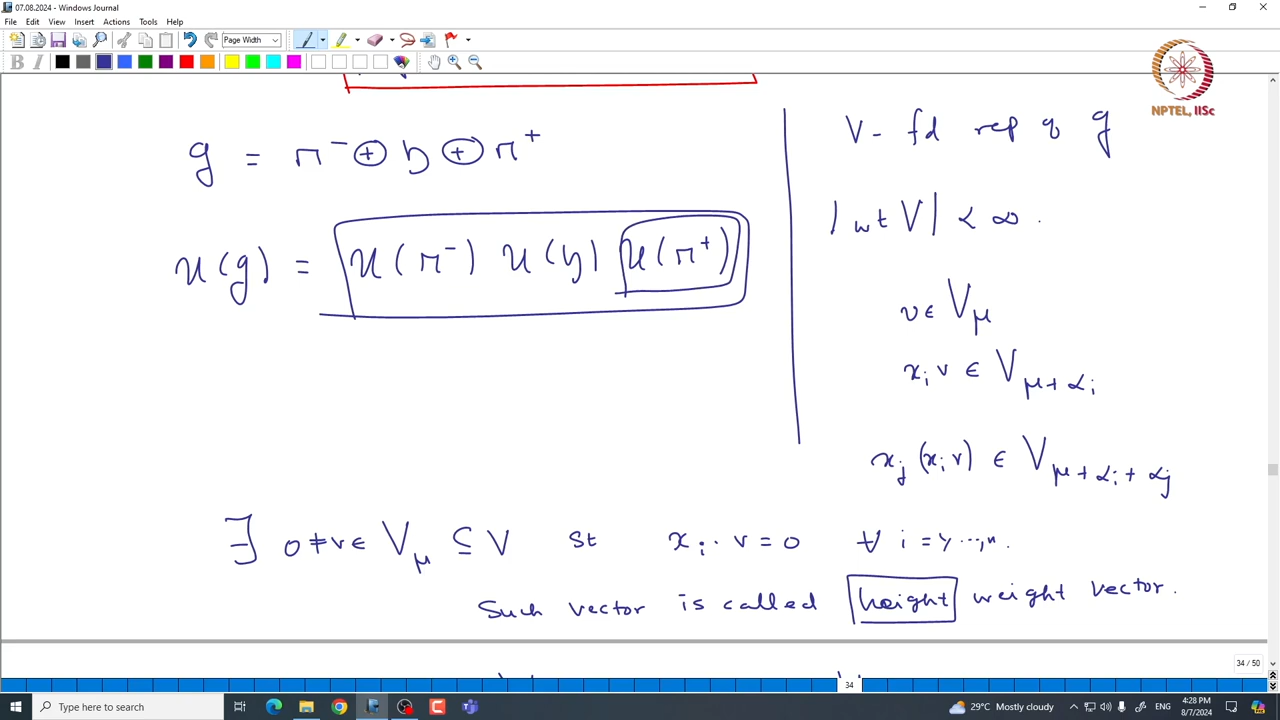 07.08.2024 - Windows Journal
File Edit View Insert Actions Tools Help
Page Width
B I
NPTEL, IISc
g = n⁻ ⊕ h ⊕ n⁺
U(g) = U(n⁻) U(h) U(n⁺)
V - fd rep of g
|wt V| < ∞.
v ∈ V_μ
x_i v ∈ V_{μ+α_i}
x_j (x_i v) ∈ V_{μ+α_i+α_j}
∃ 0≠v∈ V_μ ⊆ V st x_i . v = 0 ∀ i = 1, ..., n.
Such vector is called height weight vector.
34 / 50
34
Type here to search
29°C Mostly cloudy
ENG
4:28 PM
8/7/2024